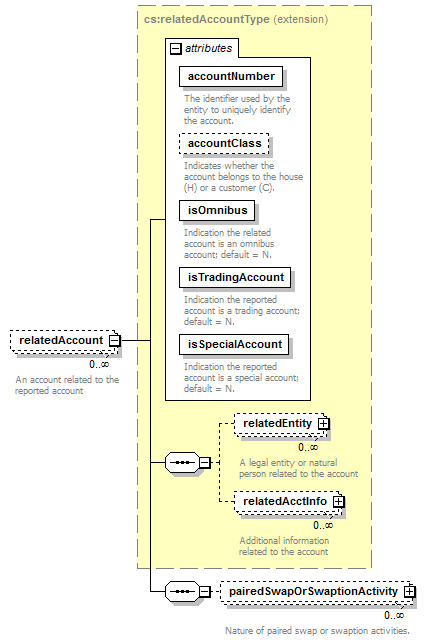 cs:relatedAccountType (extension)
attributes
accountNumber
The identifier used by the
entity to uniquely identify
the account.
accountClass
Indicates whether the
account belongs to the house
(H) or a customer (C).
isOmnibus
Indication the related
account is an omnibus
account; default = N.
isTradingAccount
Indication the reported
account is a trading account;
default = N.
isSpecialAccount
Indication the reported
account is a special account;
default = N.
relatedAccount
0..∞
An account related to the
reported account
relatedEntity
0..∞
A legal entity or natural
person related to the account
relatedAcctInfo
0..∞
Additional information
related to the account
pairedSwapOrSwaptionActivity
0..∞
Nature of paired swap or swaption activities.